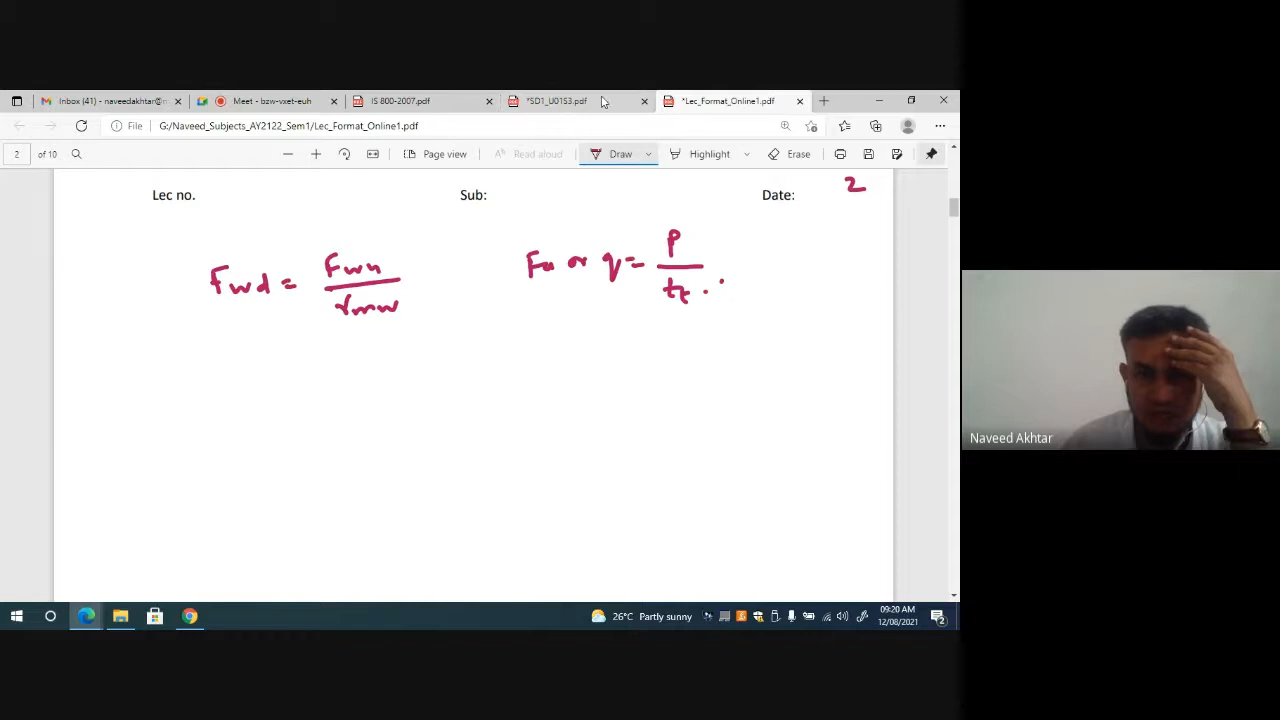 Inbox (41) - naveedakhtar@n
Meet - bzw-vxet-euh
IS 800-2007.pdf
*SD1_U01S3.pdf
*Lec_Format_Online1.pdf
File G:/Naveed_Subjects_AY2122_Sem1/Lec_Format_Online1.pdf
2 of 10 Page view Read aloud Draw Highlight Erase
2
Lec no. Sub: Date:
Fwd = Fwn / γmw
Fa or q = P / tt ..
Naveed Akhtar
26°C Partly sunny
09:20 AM
12/08/2021
2